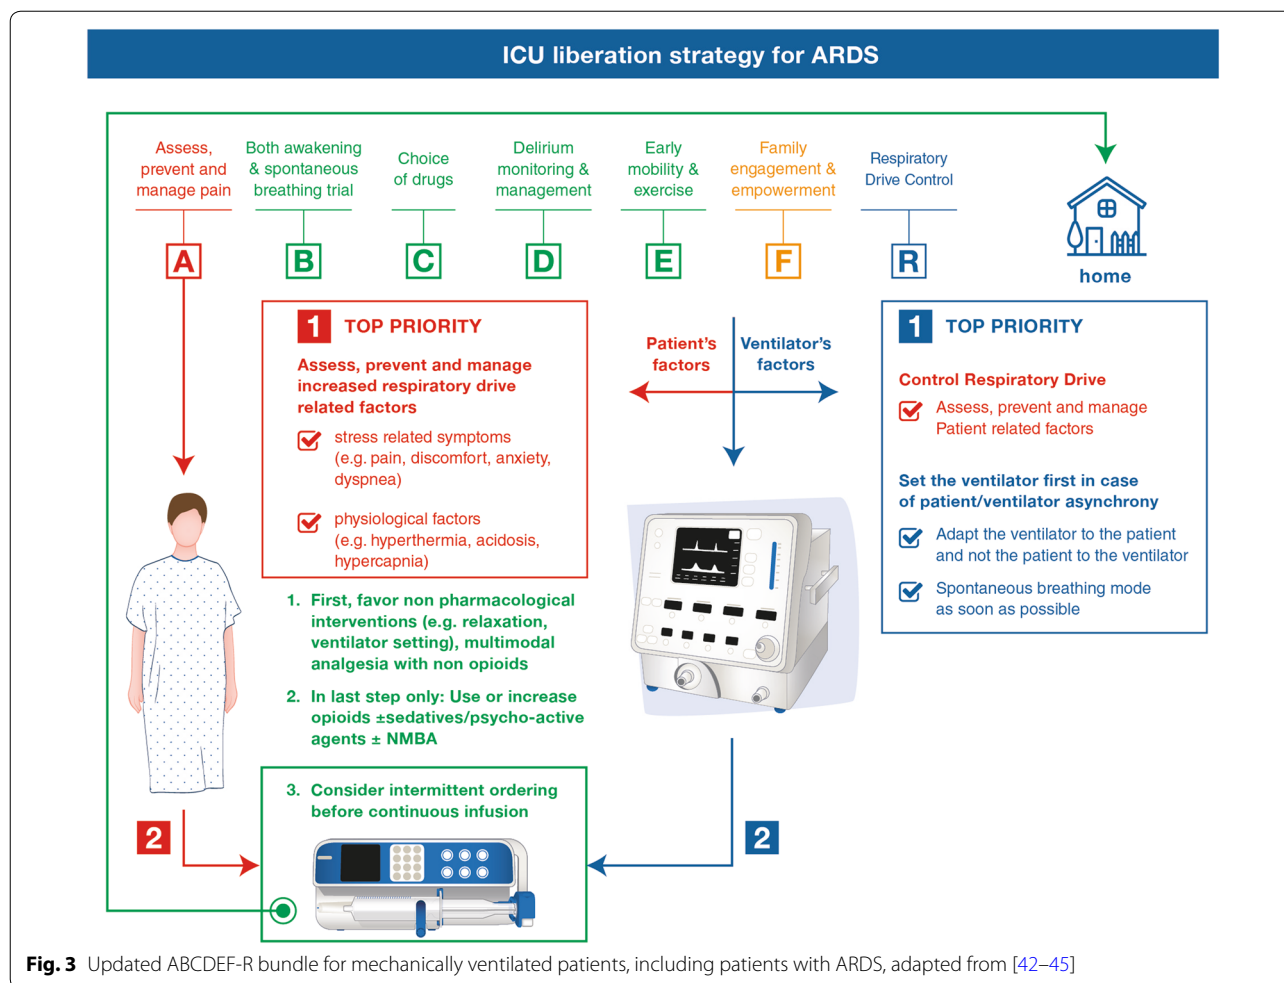 ICU liberation strategy for ARDS
Assess,
prevent and
manage pain
Both awakening
& spontaneous
breathing trial
Choice
of drugs
Delirium
monitoring &
management
Early
mobility &
exercise
Family
engagement &
empowerment
Respiratory
Drive Control
A
B
C
D
E
F
R
home
1 TOP PRIORITY
Assess, prevent and manage
increased respiratory drive
related factors
stress related symptoms
(e.g. pain, discomfort, anxiety,
dyspnea)
physiological factors
(e.g. hyperthermia, acidosis,
hypercapnia)
Patient's
factors
Ventilator's
factors
1 TOP PRIORITY
Control Respiratory Drive
Assess, prevent and manage
Patient related factors
Set the ventilator first in case
of patient/ventilator asynchrony
Adapt the ventilator to the patient
and not the patient to the ventilator
Spontaneous breathing mode
as soon as possible
1. First, favor non pharmacological
interventions (e.g. relaxation,
ventilator setting), multimodal
analgesia with non opioids
2. In last step only: Use or increase
opioids ±sedatives/psycho-active
agents ± NMBA
3. Consider intermittent ordering
before continuous infusion
2
2
Fig. 3 Updated ABCDEF-R bundle for mechanically ventilated patients, including patients with ARDS, adapted from [42–45]